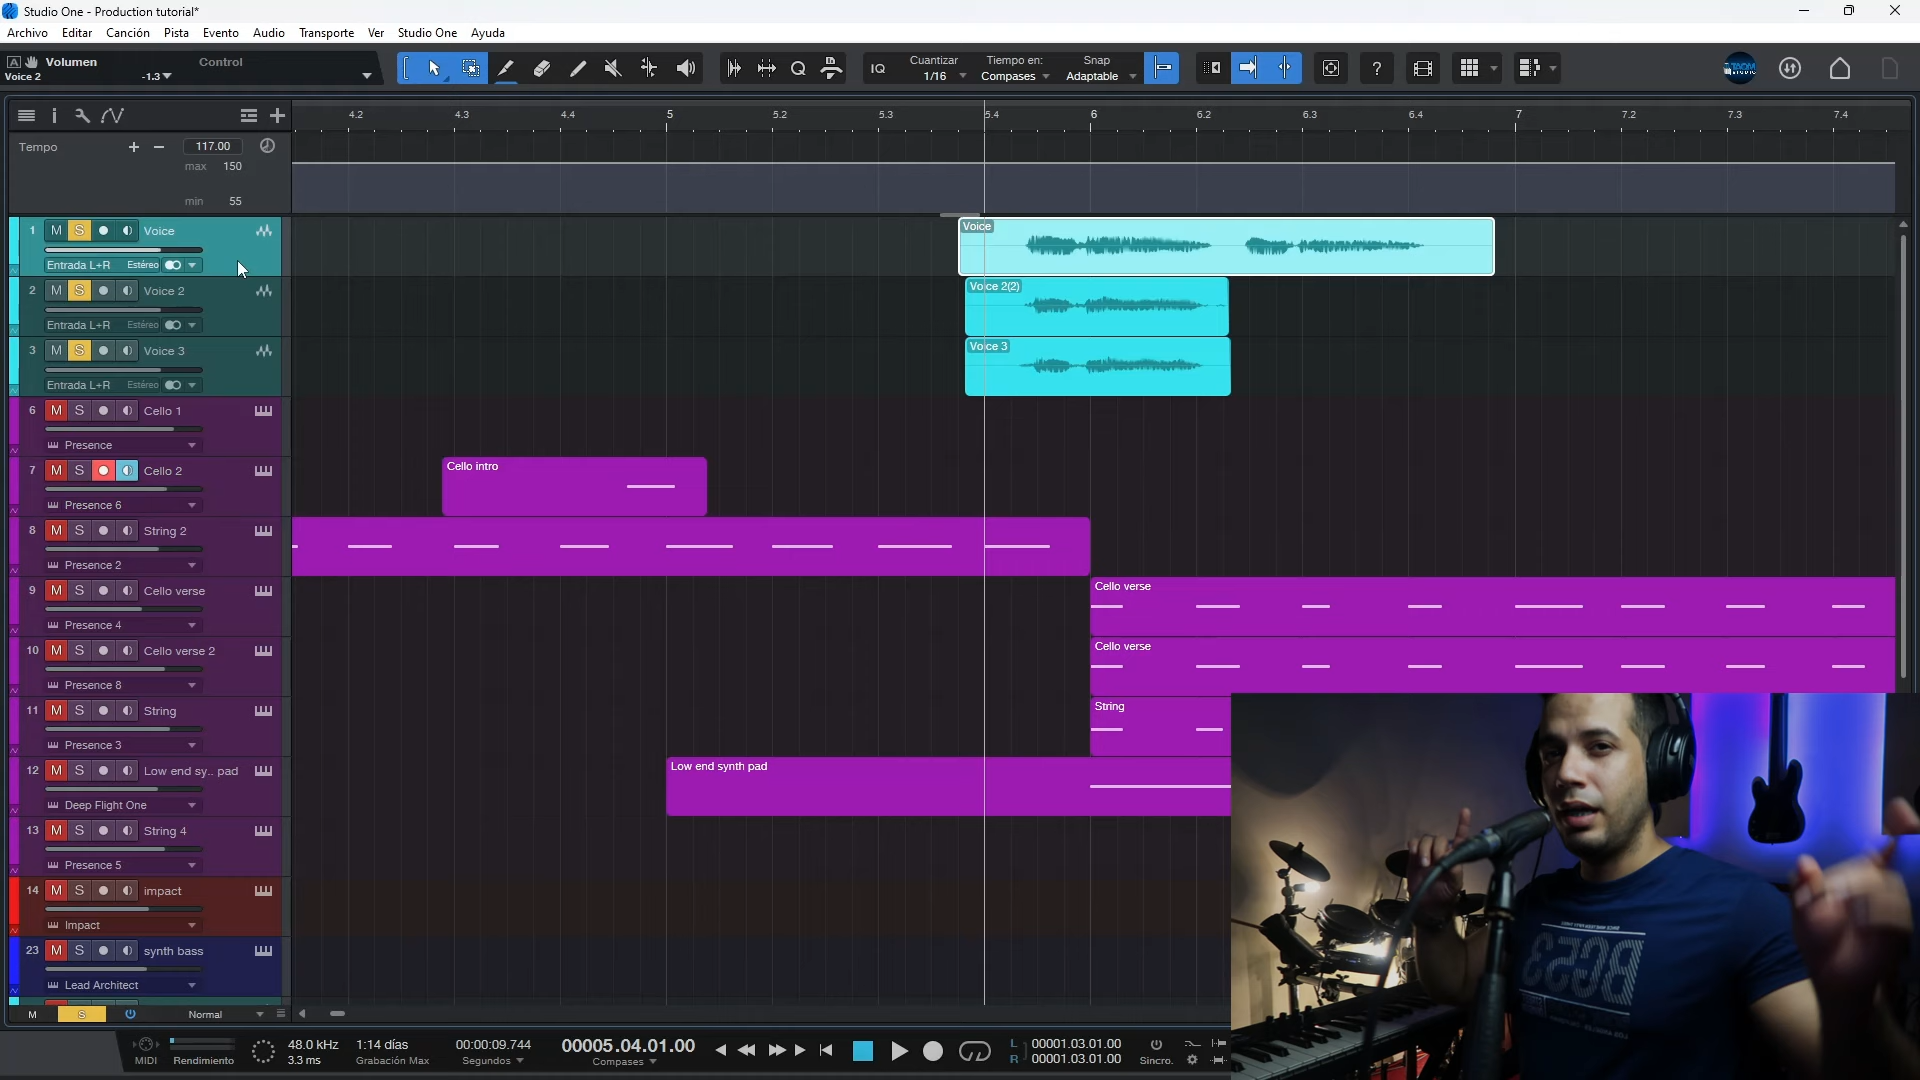 Studio One - Production tutorial*
Archivo Editar Canción Pista Evento Audio Transporte Ver Studio One Ayuda
A Volumen Control
Voice 2 -1.3
IQ Cuantizar 1/16 Tiempo en: Compases Snap Adaptable ?
4.2 4.3 4.4 5 5.2 5.3 5.4 6 6.2 6.3 6.4 7 7.2 7.3 7.4
Tempo + − 117.00
max 150
min 55
1 M S Voice
Entrada L+R Estéreo
2 M S Voice 2
Entrada L+R Estéreo
3 M S Voice 3
Entrada L+R Estéreo
6 M S Cello 1
Presence
7 M S Cello 2
Presence 6
8 M S String 2
Presence 2
9 M S Cello verse
Presence 4
10 M S Cello verse 2
Presence 8
11 M S String
Presence 3
12 M S Low end sy.. pad
Deep Flight One
13 M S String 4
Presence 5
14 M S impact
Impact
23 M S synth bass
Lead Architect
Voice
Voice 2(2)
Voice 3
Cello intro
Cello verse
Cello verse
String
Low end synth pad
M S Normal
MIDI Rendimiento
48.0 kHz
3.3 ms
1:14 días
Grabación Max
00:00:09.744
Segundos
00005.04.01.00
Compases
L 00001.03.01.00
R 00001.03.01.00
Sincro.